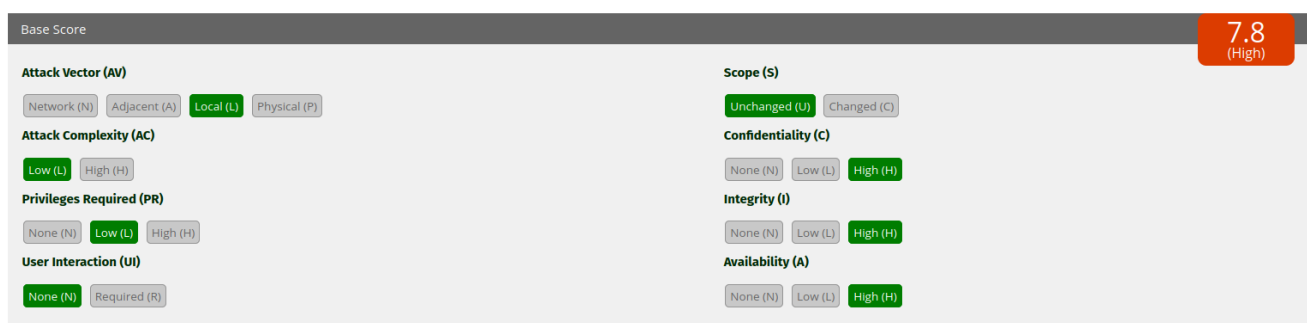 Base Score
7.8
(High)
Attack Vector (AV)
Network (N) Adjacent (A) Local (L) Physical (P)
Attack Complexity (AC)
Low (L) High (H)
Privileges Required (PR)
None (N) Low (L) High (H)
User Interaction (UI)
None (N) Required (R)
Scope (S)
Unchanged (U) Changed (C)
Confidentiality (C)
None (N) Low (L) High (H)
Integrity (I)
None (N) Low (L) High (H)
Availability (A)
None (N) Low (L) High (H)